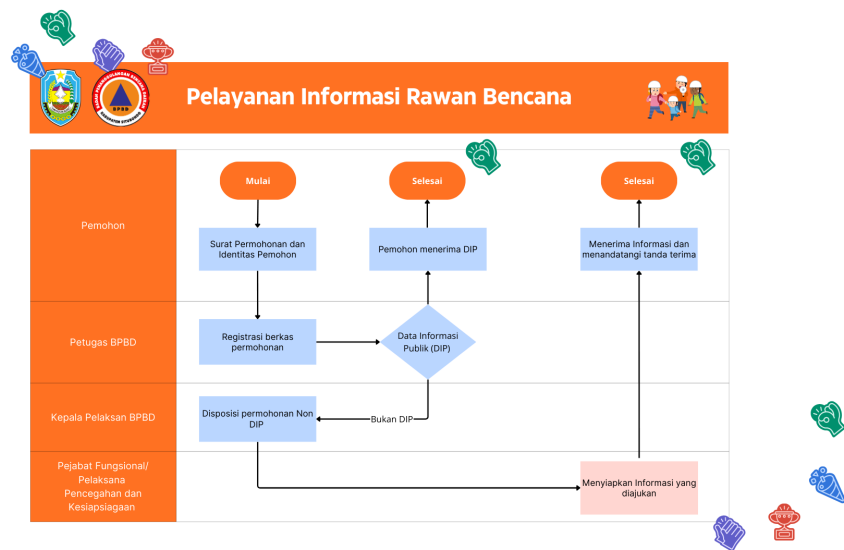 Pelayanan Informasi Rawan Bencana
BPBD
Pemohon
Mulai
Selesai
Selesai
Surat Permohonan dan
Identitas Pemohon
Pemohon menerima DIP
Menerima Informasi dan
menandatangi tanda terima
Petugas BPBD
Registrasi berkas
permohonan
Data Informasi
Publik (DIP)
Kepala Pelaksan BPBD
Disposisi permohonan Non
DIP
Bukan DIP
Pejabat Fungsional/
Pelaksana
Pencegahan dan
Kesiapsiagaan
Menyiapkan Informasi yang
diajukan